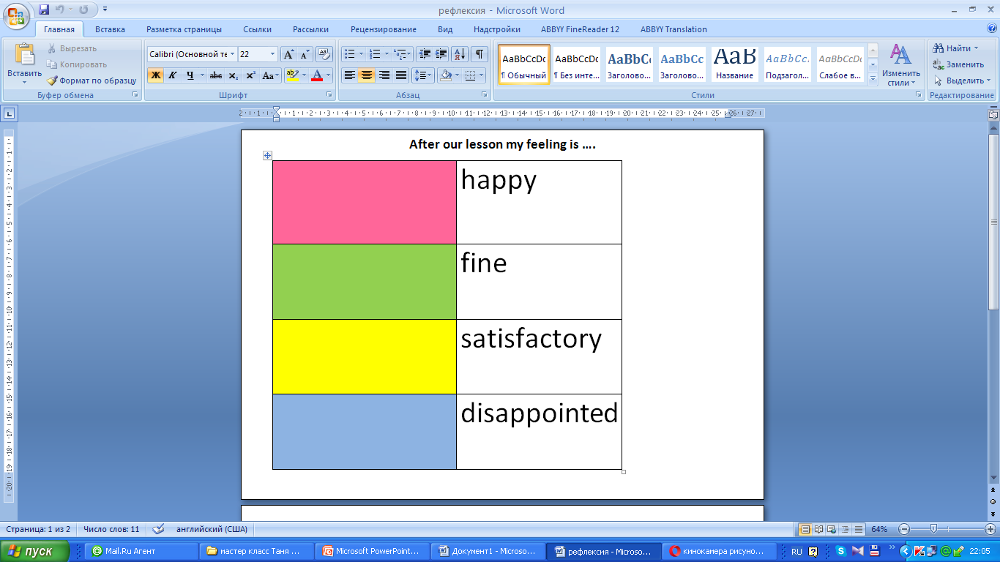 рефлексия - Microsoft Word
Главная Вставка Разметка страницы Ссылки Рассылки Рецензирование Вид Надстройки ABBYY FineReader 12 ABBYY Translation
Вставить
Вырезать
Копировать
Формат по образцу
Буфер обмена
Calibri (Основной те 22
Ж К Ч abc x₂ x² Aa
Шрифт
Абзац
AaBbCcDc AaBbCcDc AaBbCc AaBbCc AaB AaBbCc. AaBbCcDc
¶ Обычный ¶ Без инте... Заголово... Заголово... Название Подзагол... Слабое в...
Изменить стили
Стили
Найти
Заменить
Выделить
Редактирование
After our lesson my feeling is ....
happy
fine
satisfactory
disappointed
Страница: 1 из 2 Число слов: 11 английский (США) 64%
пуск Mail.Ru Агент мастер класс Таня ... Microsoft PowerPoint... Документ1 - Microso... рефлексия - Microso... кинокамера рисуно... RU 22:05